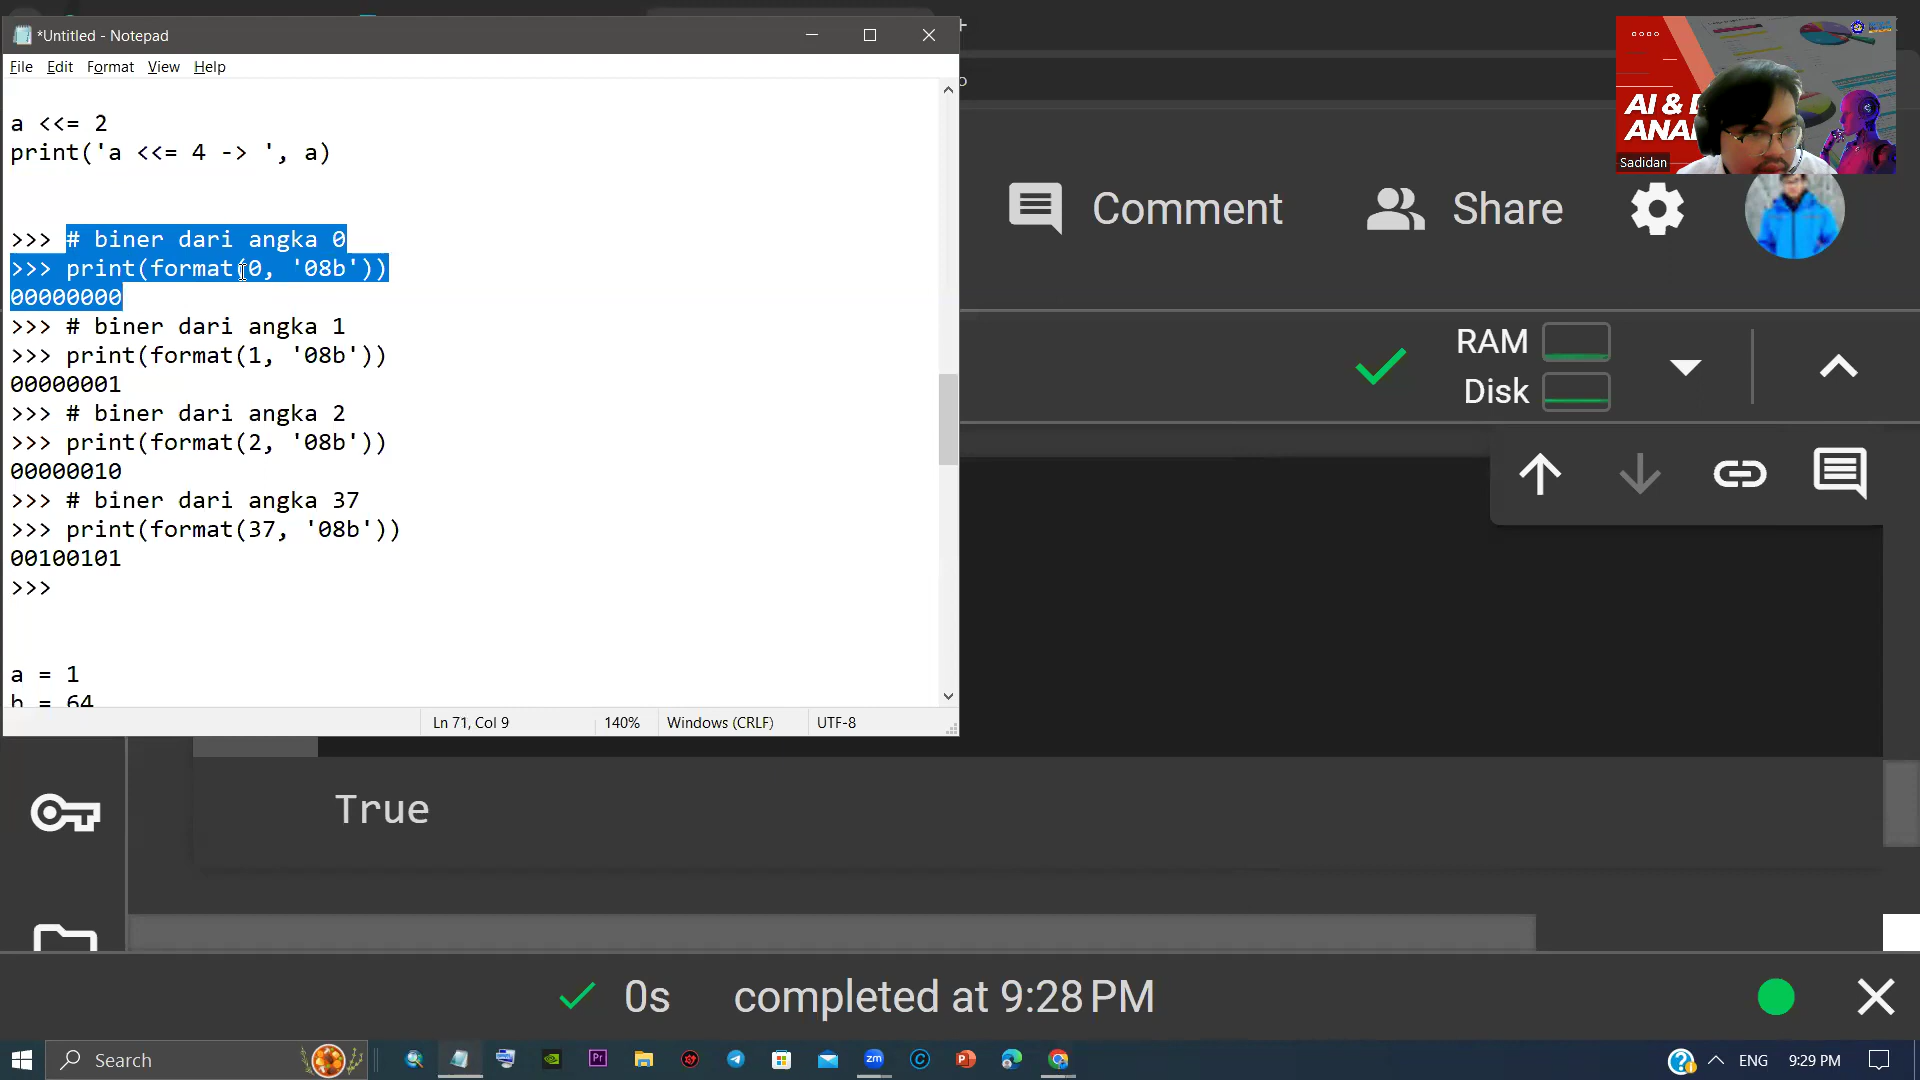 *Untitled - Notepad
File Edit Format View Help
a <<= 2
print('a <<= 4 -> ', a)
>>> # biner dari angka 0
>>> print(format(0, '08b'))
00000000
>>> # biner dari angka 1
>>> print(format(1, '08b'))
00000001
>>> # biner dari angka 2
>>> print(format(2, '08b'))
00000010
>>> # biner dari angka 37
>>> print(format(37, '08b'))
00100101
>>>
a = 1
b = 64
Ln 71, Col 9
140%
Windows (CRLF)
UTF-8
AI &
ANA
Sadidan
Comment
Share
RAM
Disk
True
0s completed at 9:28 PM
Search
ENG
9:29 PM